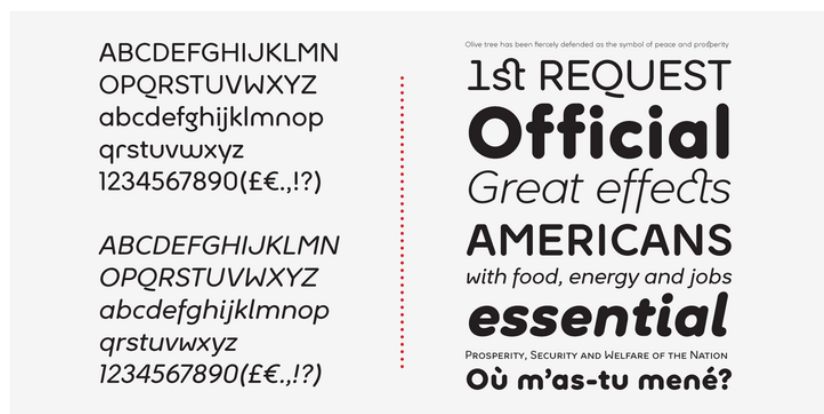 ABCDEFGHIJKLMN
OPQRSTUVWXYZ
abcdefghijklmnop
qrstuvwxyz
1234567890(£€.,!?)
ABCDEFGHIJKLMN
OPQRSTUVWXYZ
abcdefghijklmnop
qrstuvwxyz
1234567890(£€.,!?)
Olive tree has been fiercely defended as the symbol of peace and prosperity
1st REQUEST
Official
Great effects
AMERICANS
with food, energy and jobs
essential
Prosperity, Security and Welfare of the Nation
Où m'as-tu mené?